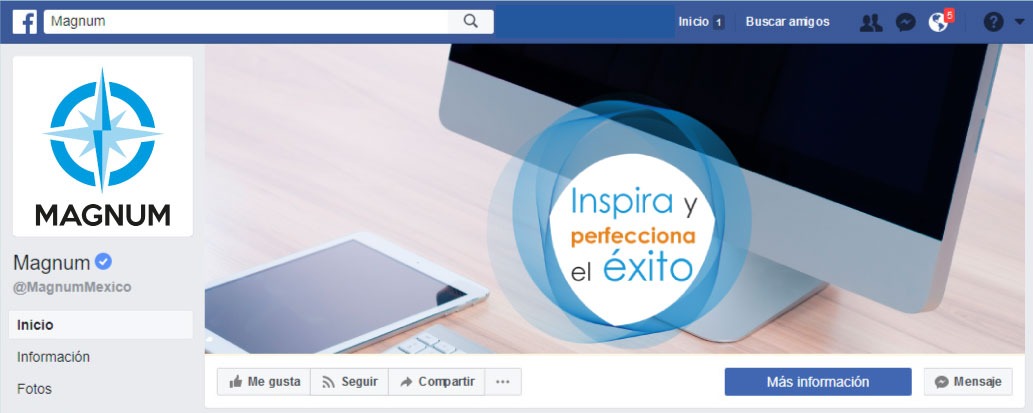 Magnum
Inicio 1
Buscar amigos
5
?
MAGNUM
Magnum
@MagnumMexico
Inicio
Información
Fotos
Inspira y
perfecciona
el éxito
Me gusta
Seguir
Compartir
...
Más información
Mensaje